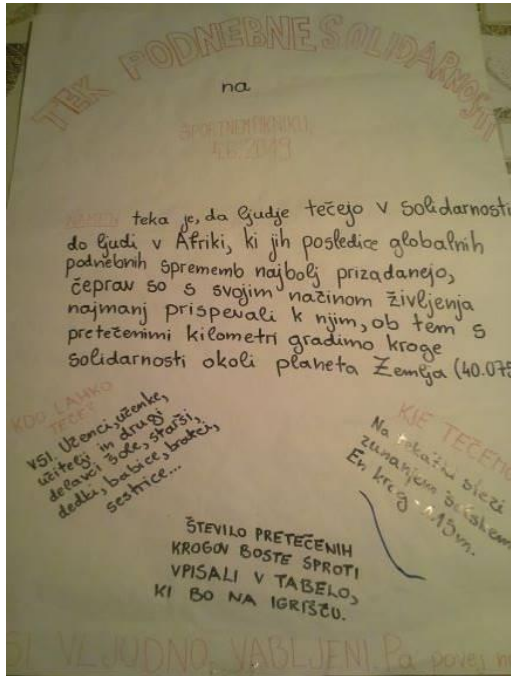 TEK PODNEBNE SOLIDARNOSTI
na
ŠPORTNEM PIKNIKU,
2019
NAMEN teka je, da ljudje tečejo v solidarnosti
do ljudi v Afriki, ki jih posledice globalnih
podnebnih sprememb najbolj prizadanejo,
čeprav so s svojim načinom življenja
najmanj prispevali k njim, ob tem s
pretečenimi kilometri gradimo kroge
solidarnosti okoli planeta Zemlja (40.075
KDO LAHKO
TEČE?
VSI. Učenci, učenke,
učitelji in drugi
delavci šole, starši,
dedki, babice, bratci,
sestrice...
KJE TEČEMO
Na tekaški stezi
zunanjem šolskem
En krog
ŠTEVILO PRETEČENIH
KROGOV BOSTE SPROTI
VPISALI V TABELO,
KI BO NA IGRIŠČU.
VLJUDNO VABLJENI. Pa povej